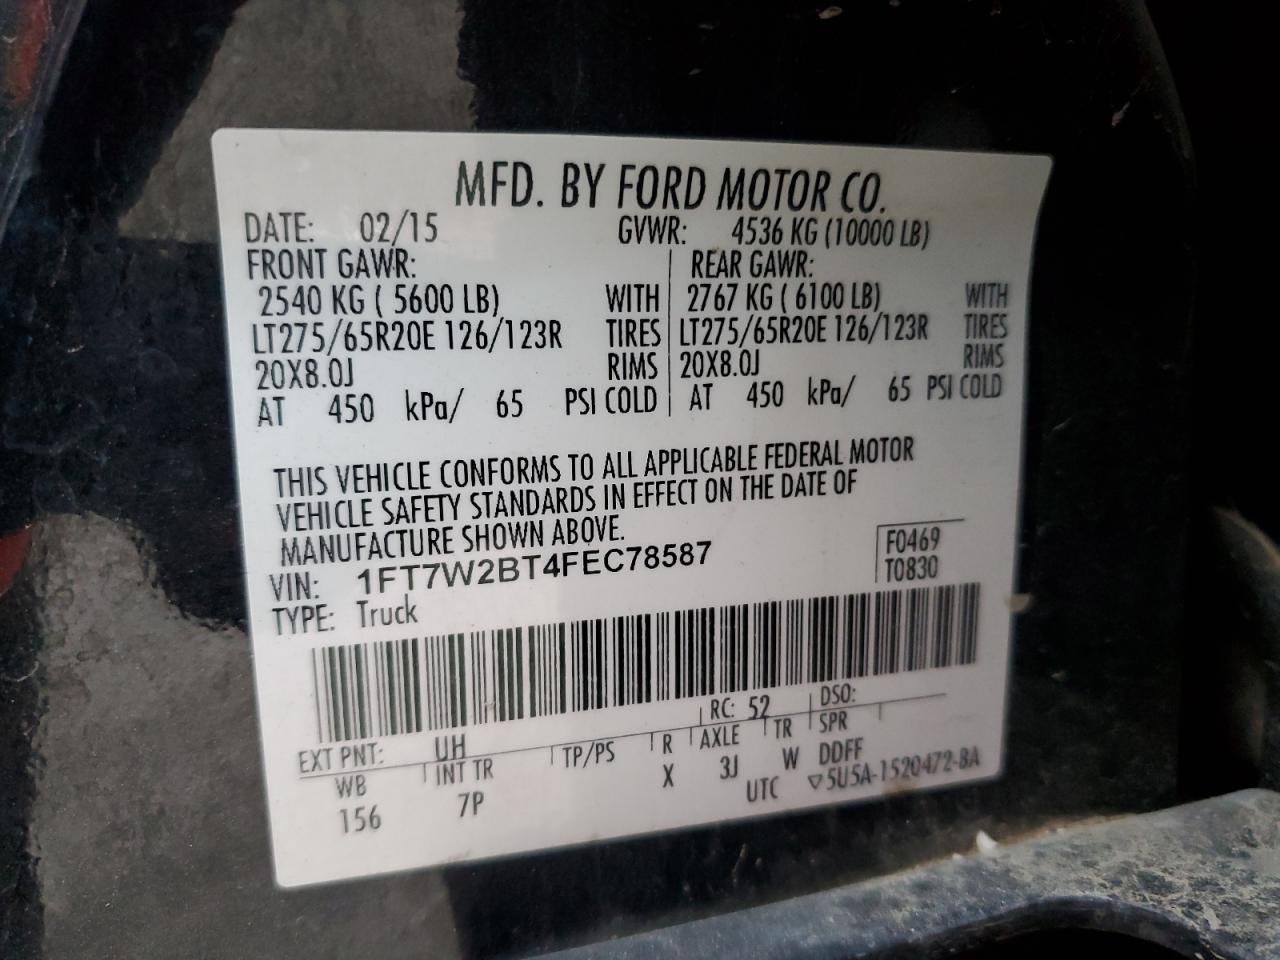 MFD. BY FORD MOTOR CO.
DATE: 02/15 GVWR: 4536 KG (10000 LB)
FRONT GAWR: REAR GAWR:
2540 KG ( 5600 LB) WITH 2767 KG ( 6100 LB) WITH
LT275/65R20E 126/123R TIRES LT275/65R20E 126/123R TIRES
20X8.0J RIMS 20X8.0J RIMS
AT 450 kPa/ 65 PSI COLD AT 450 kPa/ 65 PSI COLD
THIS VEHICLE CONFORMS TO ALL APPLICABLE FEDERAL MOTOR
VEHICLE SAFETY STANDARDS IN EFFECT ON THE DATE OF
MANUFACTURE SHOWN ABOVE.
F0469
VIN: 1FT7W2BT4FEC78587
T0830
TYPE: Truck
EXT PNT: UH RC: 52 DSO:
WB INT TR TP/PS R AXLE TR SPR
156 7P X 3J W DDFF
UTC ▽5U5A-1520472-BA